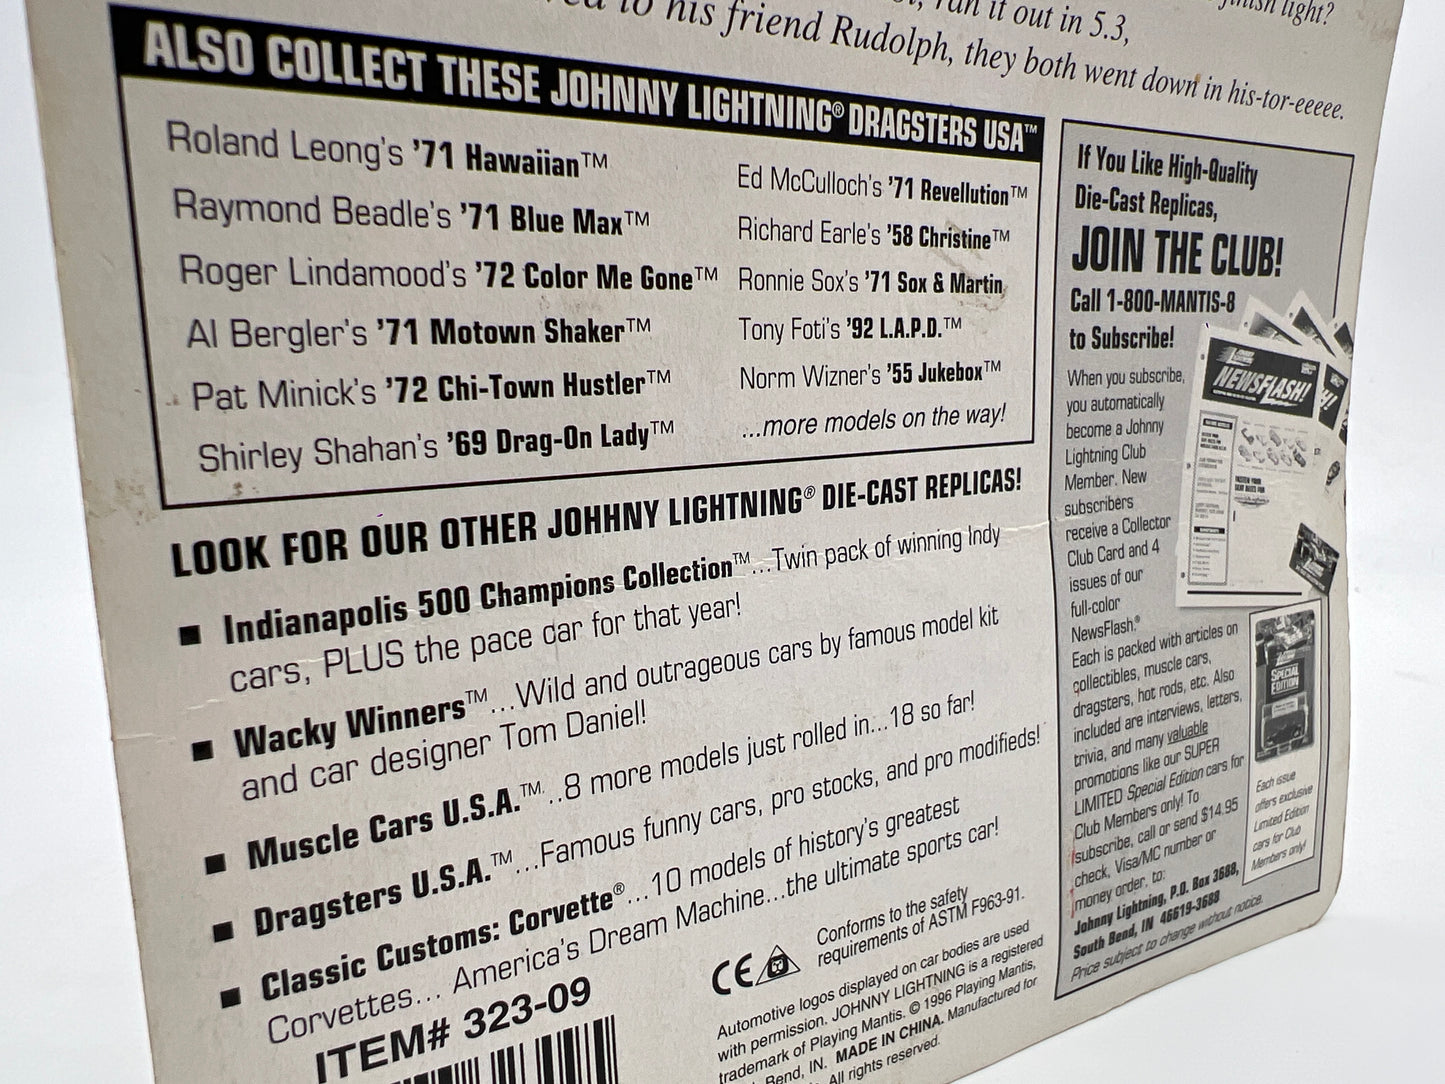 finish light?
ran it out in 5.3,
to his friend Rudolph, they both went down in his-tor-eeeee.
ALSO COLLECT THESE JOHNNY LIGHTNING® DRAGSTERS USA™
Roland Leong's '71 Hawaiian™
Raymond Beadle's '71 Blue Max™
Roger Lindamood's '72 Color Me Gone™
Al Bergler's '71 Motown Shaker™
Pat Minick's '72 Chi-Town Hustler™
Shirley Shahan's '69 Drag-On Lady™
Ed McCulloch's '71 Revellution™
Richard Earle's '58 Christine™
Ronnie Sox's '71 Sox & Martin
Tony Foti's '92 L.A.P.D.™
Norm Wizner's '55 Jukebox™
...more models on the way!
LOOK FOR OUR OTHER JOHHNY LIGHTNING® DIE-CAST REPLICAS!
■ Indianapolis 500 Champions Collection™...Twin pack of winning Indy
cars, PLUS the pace car for that year!
■ Wacky Winners™...Wild and outrageous cars by famous model kit
and car designer Tom Daniel!
■ Muscle Cars U.S.A.™...8 more models just rolled in...18 so far!
■ Dragsters U.S.A.™...Famous funny cars, pro stocks, and pro modifieds!
■ Classic Customs: Corvette®...10 models of history's greatest
Corvettes... America's Dream Machine...the ultimate sports car!
ITEM# 323-09
CE
Conforms to the safety
requirements of ASTM F963-91.
Automotive logos displayed on car bodies are used
with permission. JOHNNY LIGHTNING is a registered
trademark of Playing Mantis. © 1996 Playing Mantis,
Bend, IN. MADE IN CHINA. Manufactured for
All rights reserved.
If You Like High-Quality
Die-Cast Replicas,
JOIN THE CLUB!
Call 1-800-MANTIS-8
to Subscribe!
When you subscribe,
you automatically
become a Johnny
Lightning Club
Member. New
subscribers
receive a Collector
Club Card and 4
issues of our
full-color
NewsFlash.®
Each is packed with articles on
collectibles, muscle cars,
dragsters, hot rods, etc. Also
included are interviews, letters,
trivia, and many valuable
promotions like our SUPER
LIMITED Special Edition cars for
Club Members only! To
subscribe, call or send $14.95
check, Visa/MC number or
money order, to:
Johnny Lightning, P.O. Box 3688,
South Bend, IN 46619-3688
Price subject to change without notice.
NEWSFLASH!
SPECIAL
EDITION
Each issue
offers exclusive
Limited Edition
cars for Club
Members only!